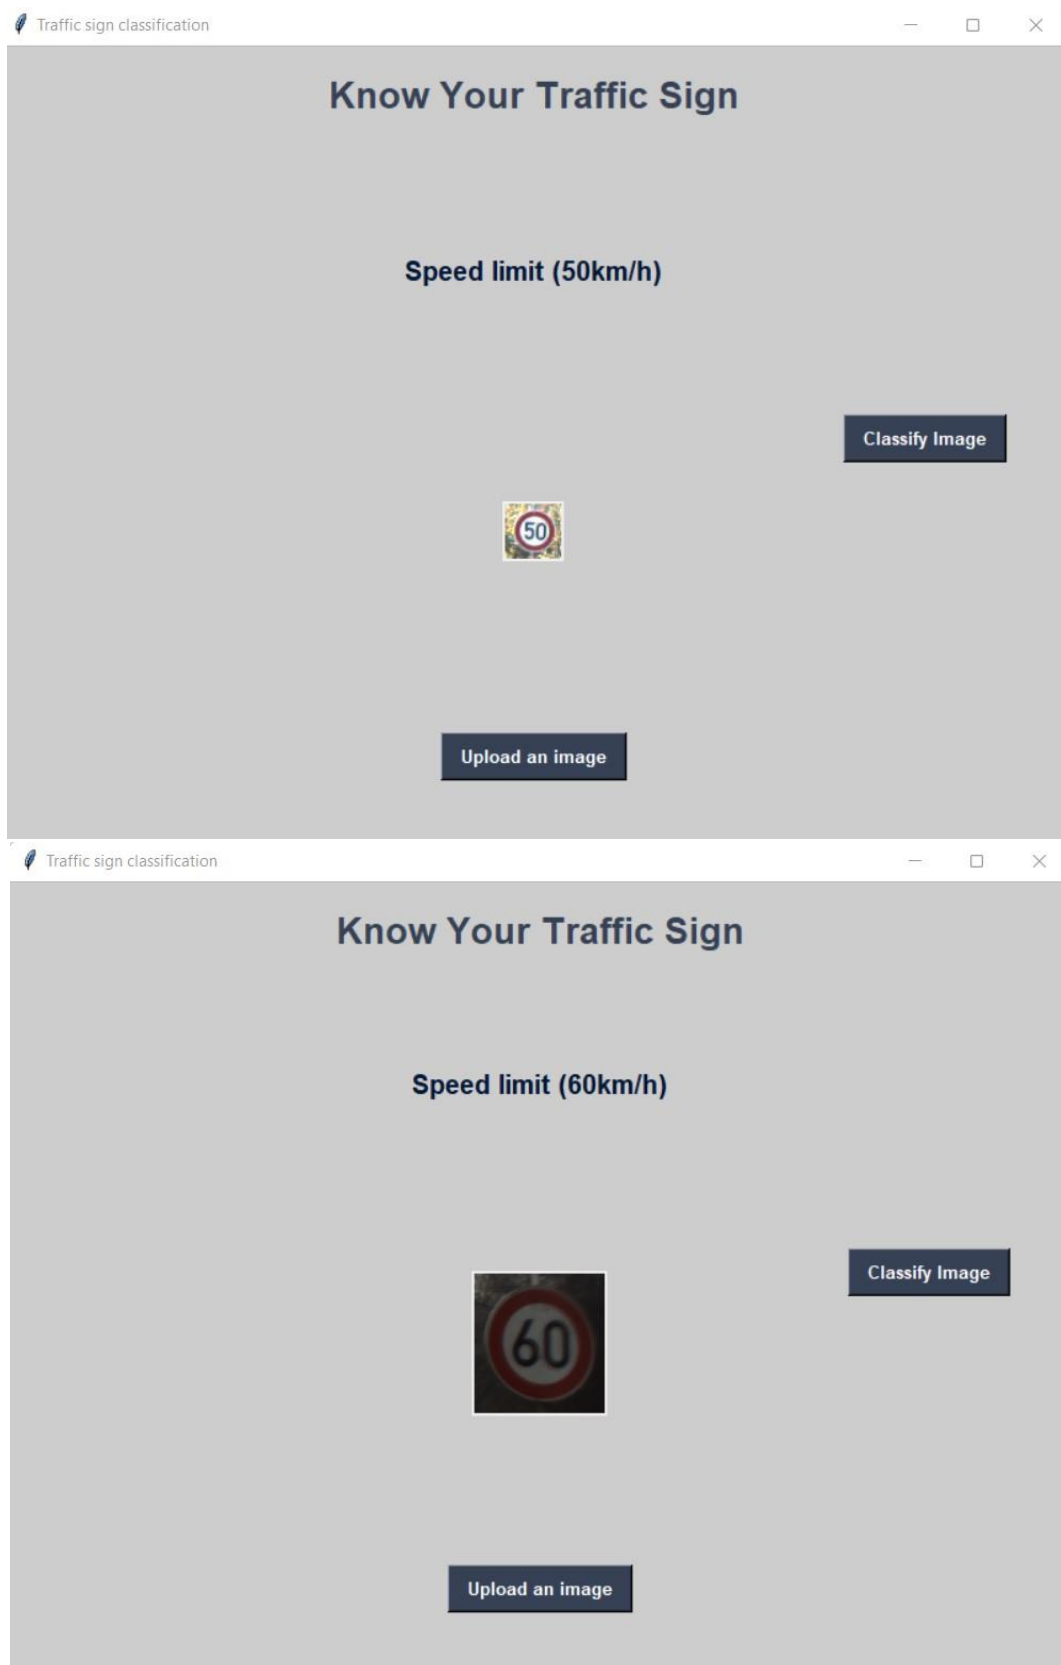 Traffic sign classification
Know Your Traffic Sign
Speed limit (50km/h)
Classify Image
50
Upload an image
Traffic sign classification
Know Your Traffic Sign
Speed limit (60km/h)
Classify Image
60
Upload an image